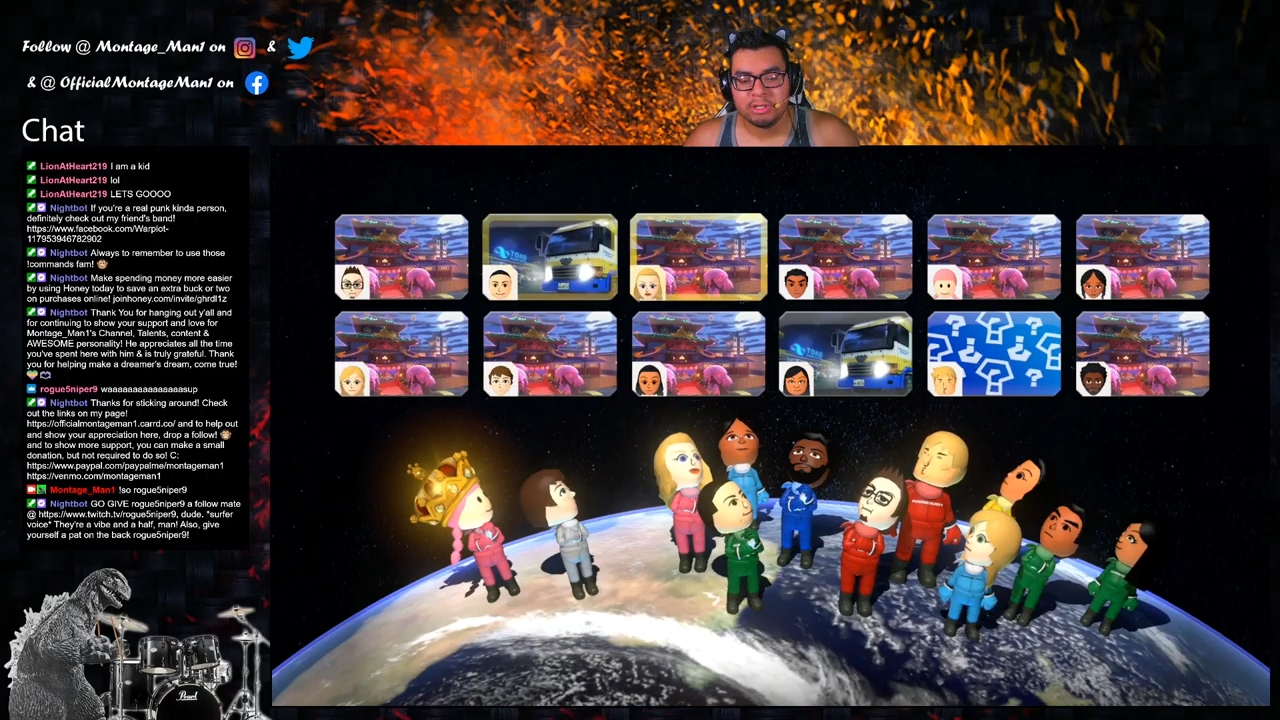 Follow @ Montage_Man1 on &
& @ OfficialMontageMan1 on
Chat
LionAtHeart219 I am a kid
LionAtHeart219 lol
LionAtHeart219 LETS GOOOO
Nightbot If you're a real punk kinda person,
definitely check out my friend's band!
https://www.facebook.com/Warplot-
117953946782902
Nightbot Always to remember to use those
!commands fam!
Nightbot Make spending money more easier
by using Honey today to save an extra buck or two
on purchases online! joinhoney.com/invite/ghrdl1z
Nightbot Thank You for hanging out y'all and
for continuing to show your support and love for
Montage_Man1's Channel, Talents, content &
AWESOME personality! He appreciates all the time
you've spent here with him & is truly grateful. Thank
you for helping make a dreamer's dream, come true!
rogue5niper9 waaaaaaaaaaaaaaasup
Nightbot Thanks for sticking around! Check
out the links on my page!
https://officialmontageman1.carrd.co/ and to help out
and show your appreciation here, drop a follow!
and to show more support, you can make a small
donation, but not required to do so! C:
https://www.paypal.com/paypalme/montageman1
https://venmo.com/montageman1
Montage_Man1 !so rogue5niper9
Nightbot GO GIVE rogue5niper9 a follow mate
@ https://www.twitch.tv/rogue5niper9, dude. *surfer
voice* They're a vibe and a half, man! Also, give
yourself a pat on the back rogue5niper9!
Pearl